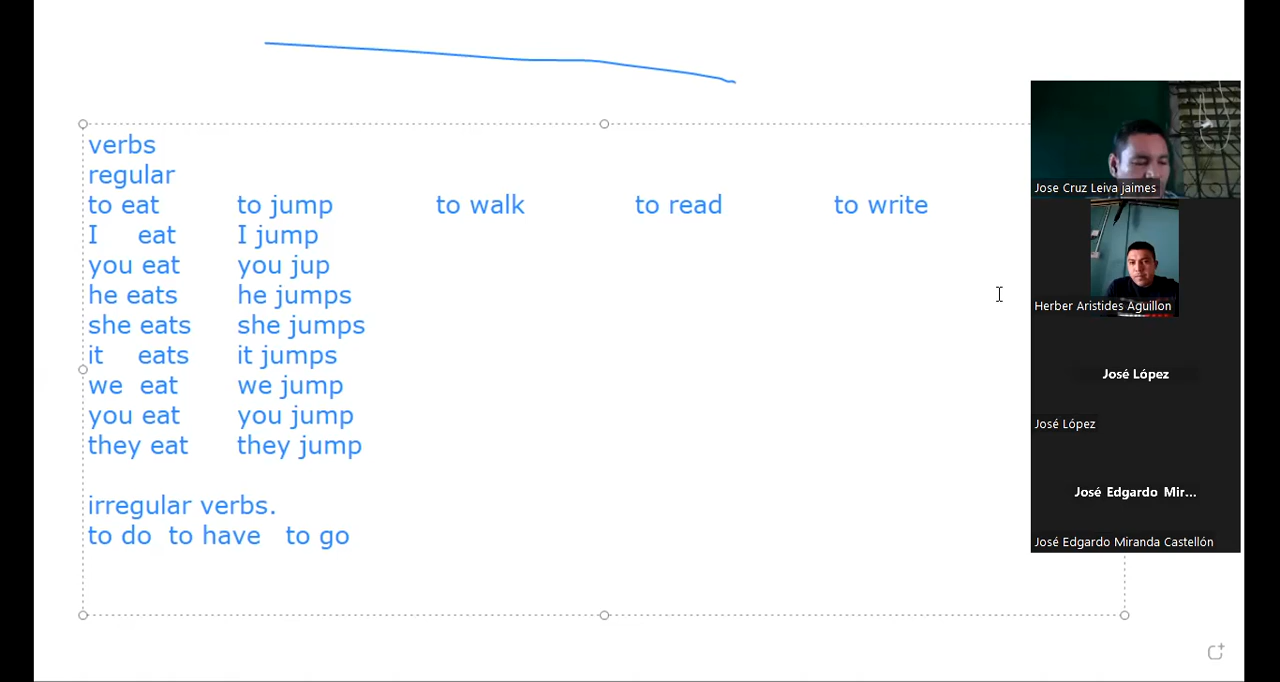 verbs
regular
to eat to jump to walk to read to write
I eat I jump
you eat you jup
he eats he jumps
she eats she jumps
it eats it jumps
we eat we jump
you eat you jump
they eat they jump
irregular verbs.
to do to have to go
Jose Cruz Leiva jaimes
Herber Aristides Aguillon
José López
José López
José Edgardo Mir...
José Edgardo Miranda Castellón